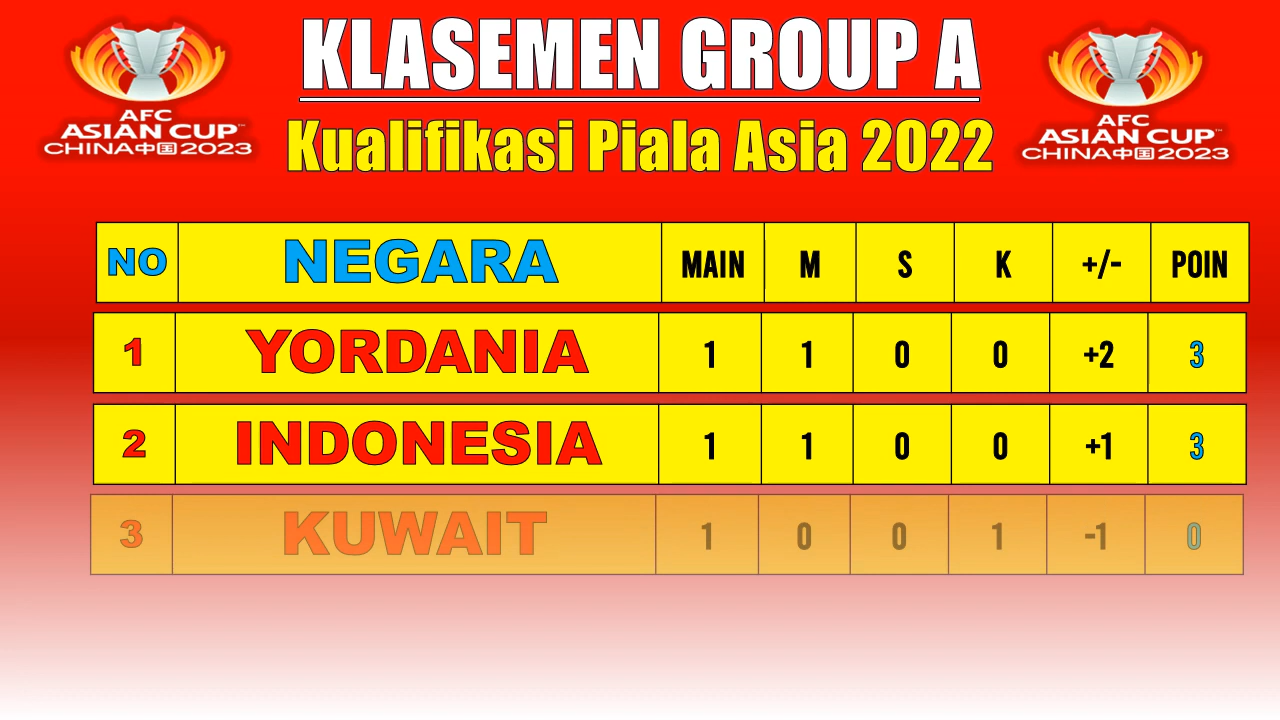 KLASEMEN GROUP A
Kualifikasi Piala Asia 2022
AFC
ASIAN CUP™
CHINA中国2023
AFC
ASIAN CUP™
CHINA中国2023
NO NEGARA MAIN M S K +/- POIN
1 YORDANIA 1 1 0 0 +2 3
2 INDONESIA 1 1 0 0 +1 3
3 KUWAIT 1 0 0 1 -1 0